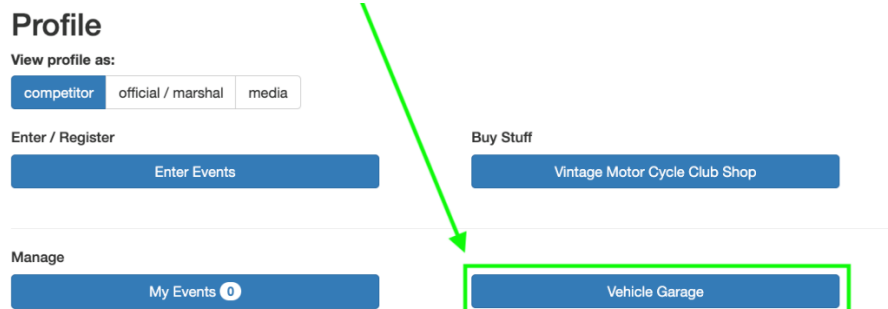 Profile
View profile as:
competitor official / marshal media
Enter / Register Buy Stuff
Enter Events Vintage Motor Cycle Club Shop
Manage
My Events 0 Vehicle Garage